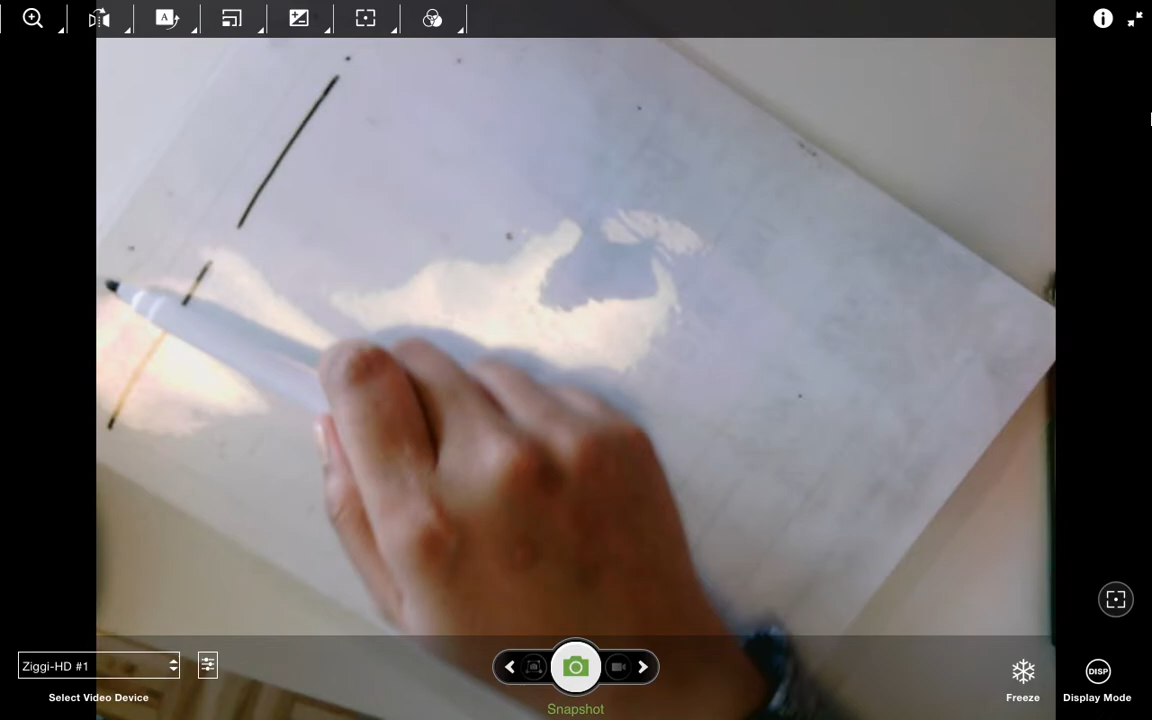 A
Ziggi-HD #1
Select Video Device
Snapshot
Freeze
DISP
Display Mode